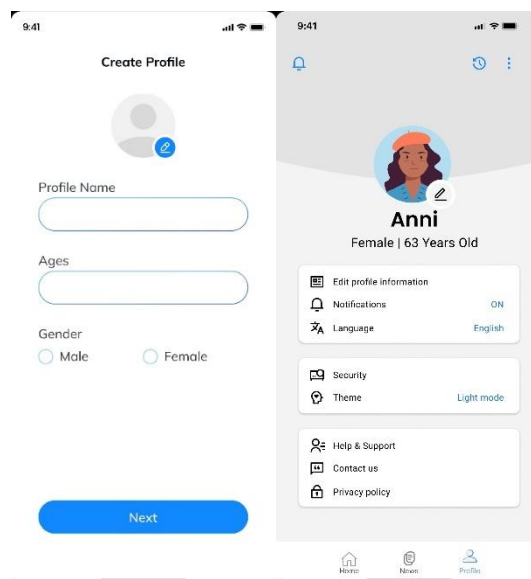 9:41
Create Profile
Profile Name
Ages
Gender
Male Female
Next
9:41
Anni
Female | 63 Years Old
Edit profile information
Notifications ON
Language English
Security
Theme Light mode
Help & Support
Contact us
Privacy policy
Home News Profile